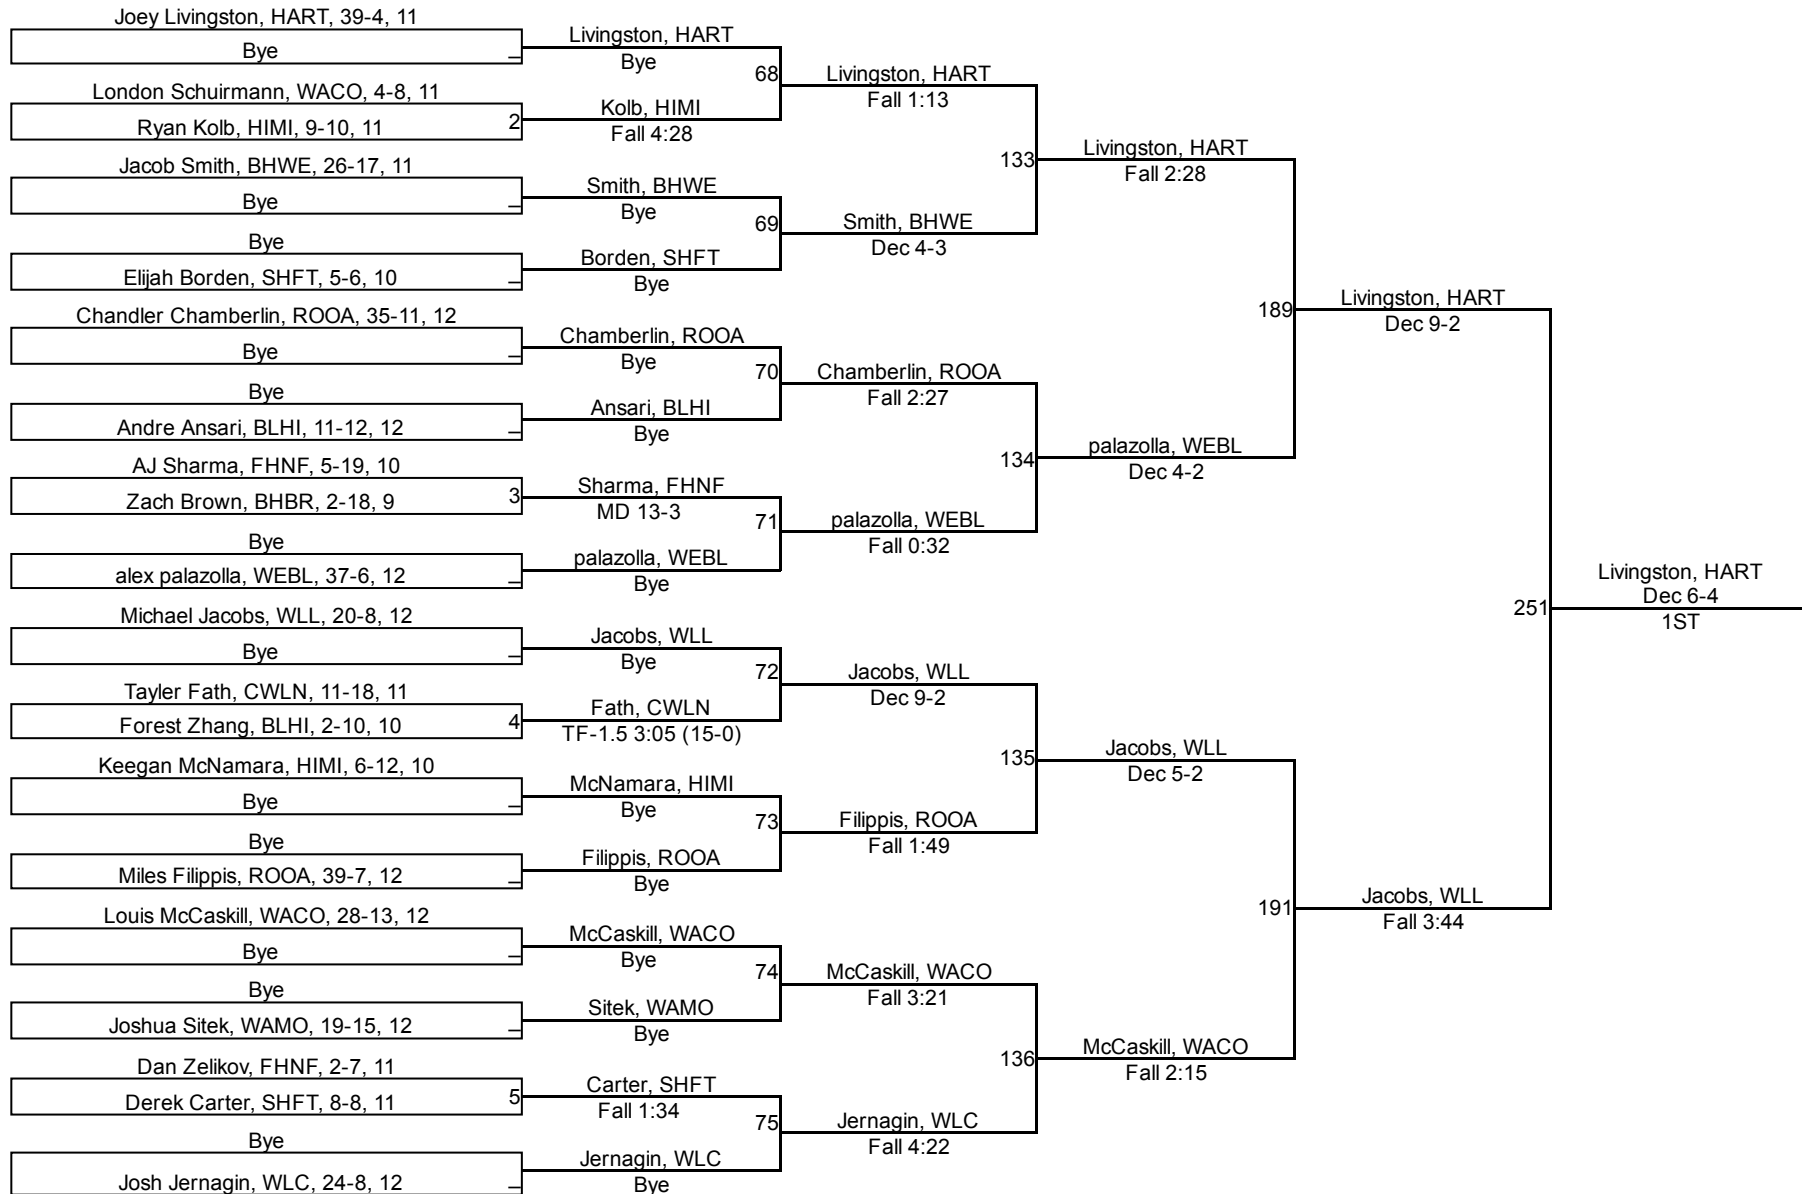 Joey Livingston, HART, 39-4, 11
Bye
_
London Schuirmann, WACO, 4-8, 11
Ryan Kolb, HIMI, 9-10, 11
2
Jacob Smith, BHWE, 26-17, 11
Bye
_
Bye
Elijah Borden, SHFT, 5-6, 10
_
Chandler Chamberlin, ROOA, 35-11, 12
Bye
_
Bye
Andre Ansari, BLHI, 11-12, 12
_
AJ Sharma, FHNF, 5-19, 10
Zach Brown, BHBR, 2-18, 9
3
Bye
alex palazolla, WEBL, 37-6, 12
_
Michael Jacobs, WLL, 20-8, 12
Bye
_
Tayler Fath, CWLN, 11-18, 11
Forest Zhang, BLHI, 2-10, 10
4
Keegan McNamara, HIMI, 6-12, 10
Bye
_
Bye
Miles Filippis, ROOA, 39-7, 12
_
Louis McCaskill, WACO, 28-13, 12
Bye
_
Bye
Joshua Sitek, WAMO, 19-15, 12
_
Dan Zelikov, FHNF, 2-7, 11
Derek Carter, SHFT, 8-8, 11
5
Bye
Josh Jernagin, WLC, 24-8, 12
_
Livingston, HART
Bye
68
Kolb, HIMI
Fall 4:28
Smith, BHWE
Bye
69
Borden, SHFT
Bye
Chamberlin, ROOA
Bye
70
Ansari, BLHI
Bye
Sharma, FHNF
MD 13-3
71
palazolla, WEBL
Bye
Jacobs, WLL
Bye
72
Fath, CWLN
TF-1.5 3:05 (15-0)
McNamara, HIMI
Bye
73
Filippis, ROOA
Bye
McCaskill, WACO
Bye
74
Sitek, WAMO
Bye
Carter, SHFT
Fall 1:34
75
Jernagin, WLC
Bye
Livingston, HART
Fall 1:13
133
Smith, BHWE
Dec 4-3
Chamberlin, ROOA
Fall 2:27
134
palazolla, WEBL
Fall 0:32
Jacobs, WLL
Dec 9-2
135
Filippis, ROOA
Fall 1:49
McCaskill, WACO
Fall 3:21
136
Jernagin, WLC
Fall 4:22
Livingston, HART
Fall 2:28
189
palazolla, WEBL
Dec 4-2
Jacobs, WLL
Dec 5-2
191
McCaskill, WACO
Fall 2:15
Livingston, HART
Dec 9-2
251
Jacobs, WLL
Fall 3:44
Livingston, HART
Dec 6-4
1ST